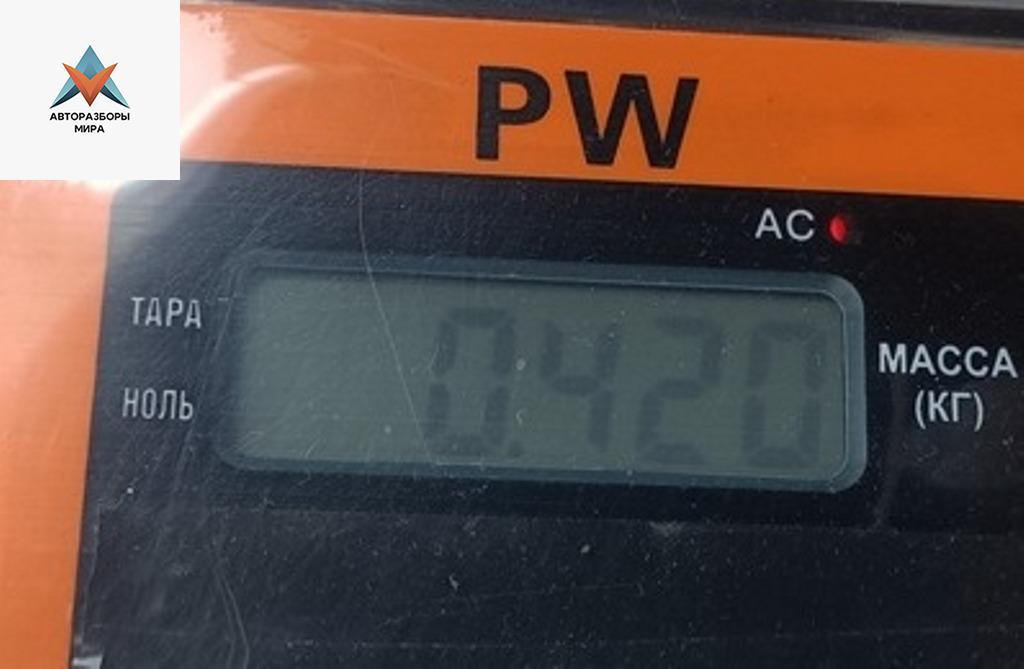 АВТОРАЗБОРЫ
МИРА
PW
AC
ТАРА
НОЛЬ
0.420
МАССА
(КГ)